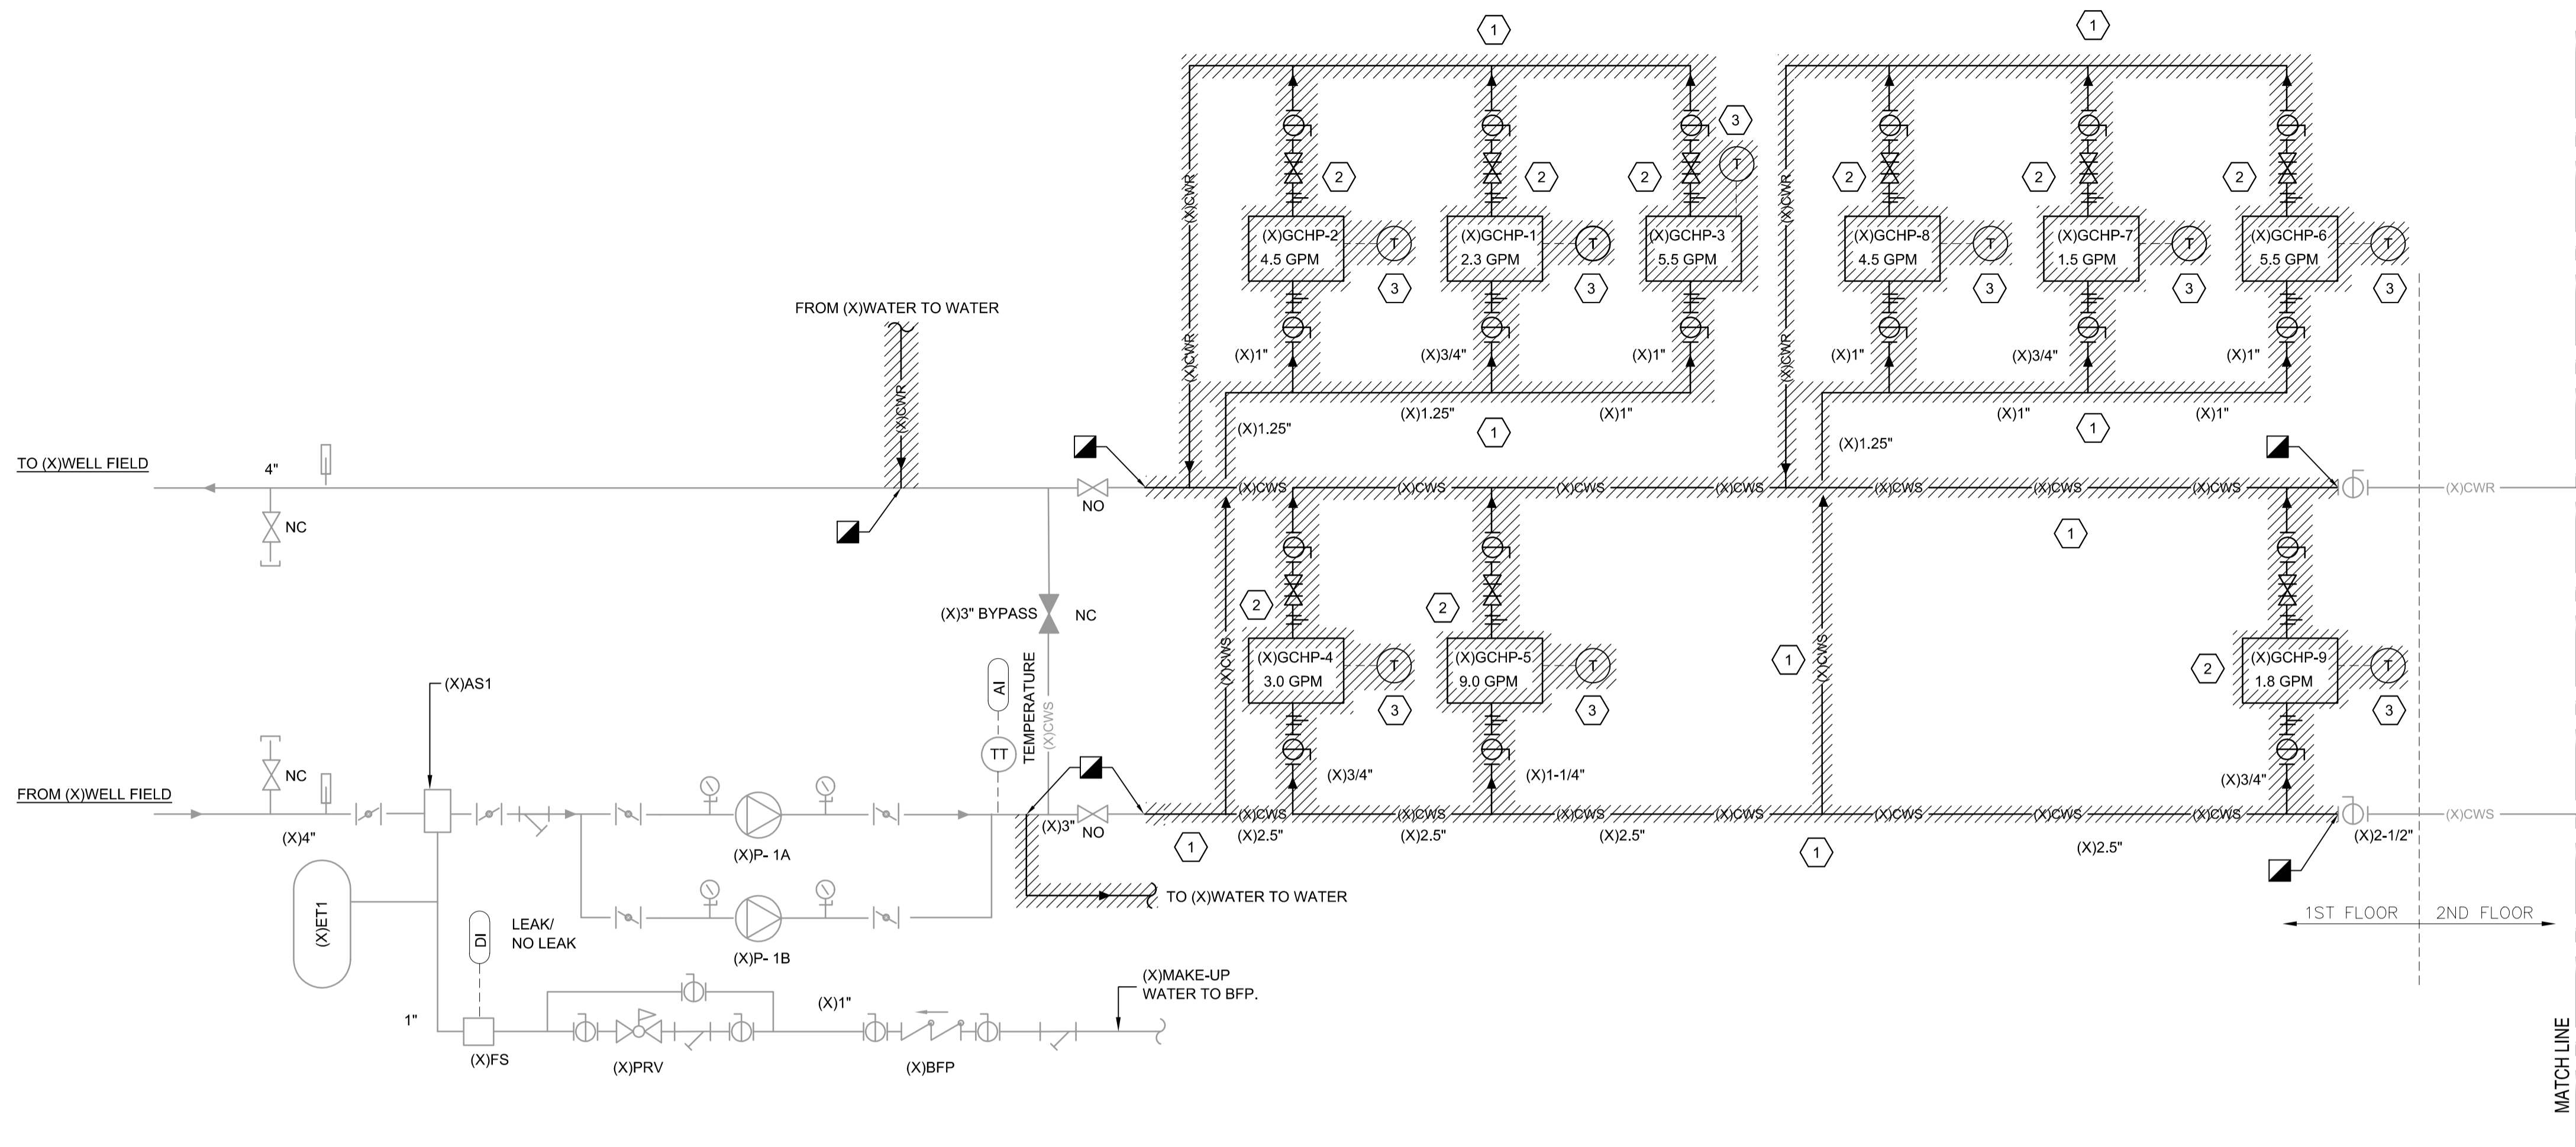 1
1
3
(X)CWR
2
2
2
(X)CWR
2
2
2
(X)GCHP-2
4.5 GPM
T
(X)GCHP-1
2.3 GPM
T
(X)GCHP-3
5.5 GPM
T
(X)GCHP-8
4.5 GPM
T
(X)GCHP-7
1.5 GPM
T
(X)GCHP-6
5.5 GPM
T
3
3
3
3
3
FROM (X)WATER TO WATER
(X)CWR
(X)CWR
(X)1"
(X)3/4"
(X)1"
(X)CWR
(X)1"
(X)3/4"
(X)1"
(X)1.25"
(X)1.25"
(X)1"
1
(X)1.25"
(X)1"
(X)1"
1
TO (X)WELL FIELD
4"
NC
NO
(X)CWS
(X)CWS
(X)CWS
(X)CWS
(X)CWS
(X)CWS
(X)CWS
(X)CWR
1
(X)3" BYPASS
NC
(X)CWS
2
2
1
(X)CWS
2
(X)GCHP-4
3.0 GPM
T
(X)GCHP-5
9.0 GPM
T
(X)GCHP-9
1.8 GPM
T
3
3
3
(X)AS1
AI
TEMPERATURE
(X)CWS
TT
NC
(X)3/4"
(X)1-1/4"
(X)3/4"
FROM (X)WELL FIELD
(X)4"
(X)3"
NO
(X)CWS
(X)CWS
(X)CWS
(X)CWS
(X)CWS
(X)CWS
(X)CWS
(X)CWS
1
(X)2.5"
(X)2.5"
(X)2.5"
1
(X)2.5"
(X)2-1/2"
(X)P- 1A
TO (X)WATER TO WATER
(X)ET1
DI
LEAK/
NO LEAK
(X)P- 1B
1ST FLOOR
2ND FLOOR
(X)MAKE-UP
WATER TO BFP.
1"
(X)1"
(X)FS
(X)PRV
(X)BFP
MATCH LINE